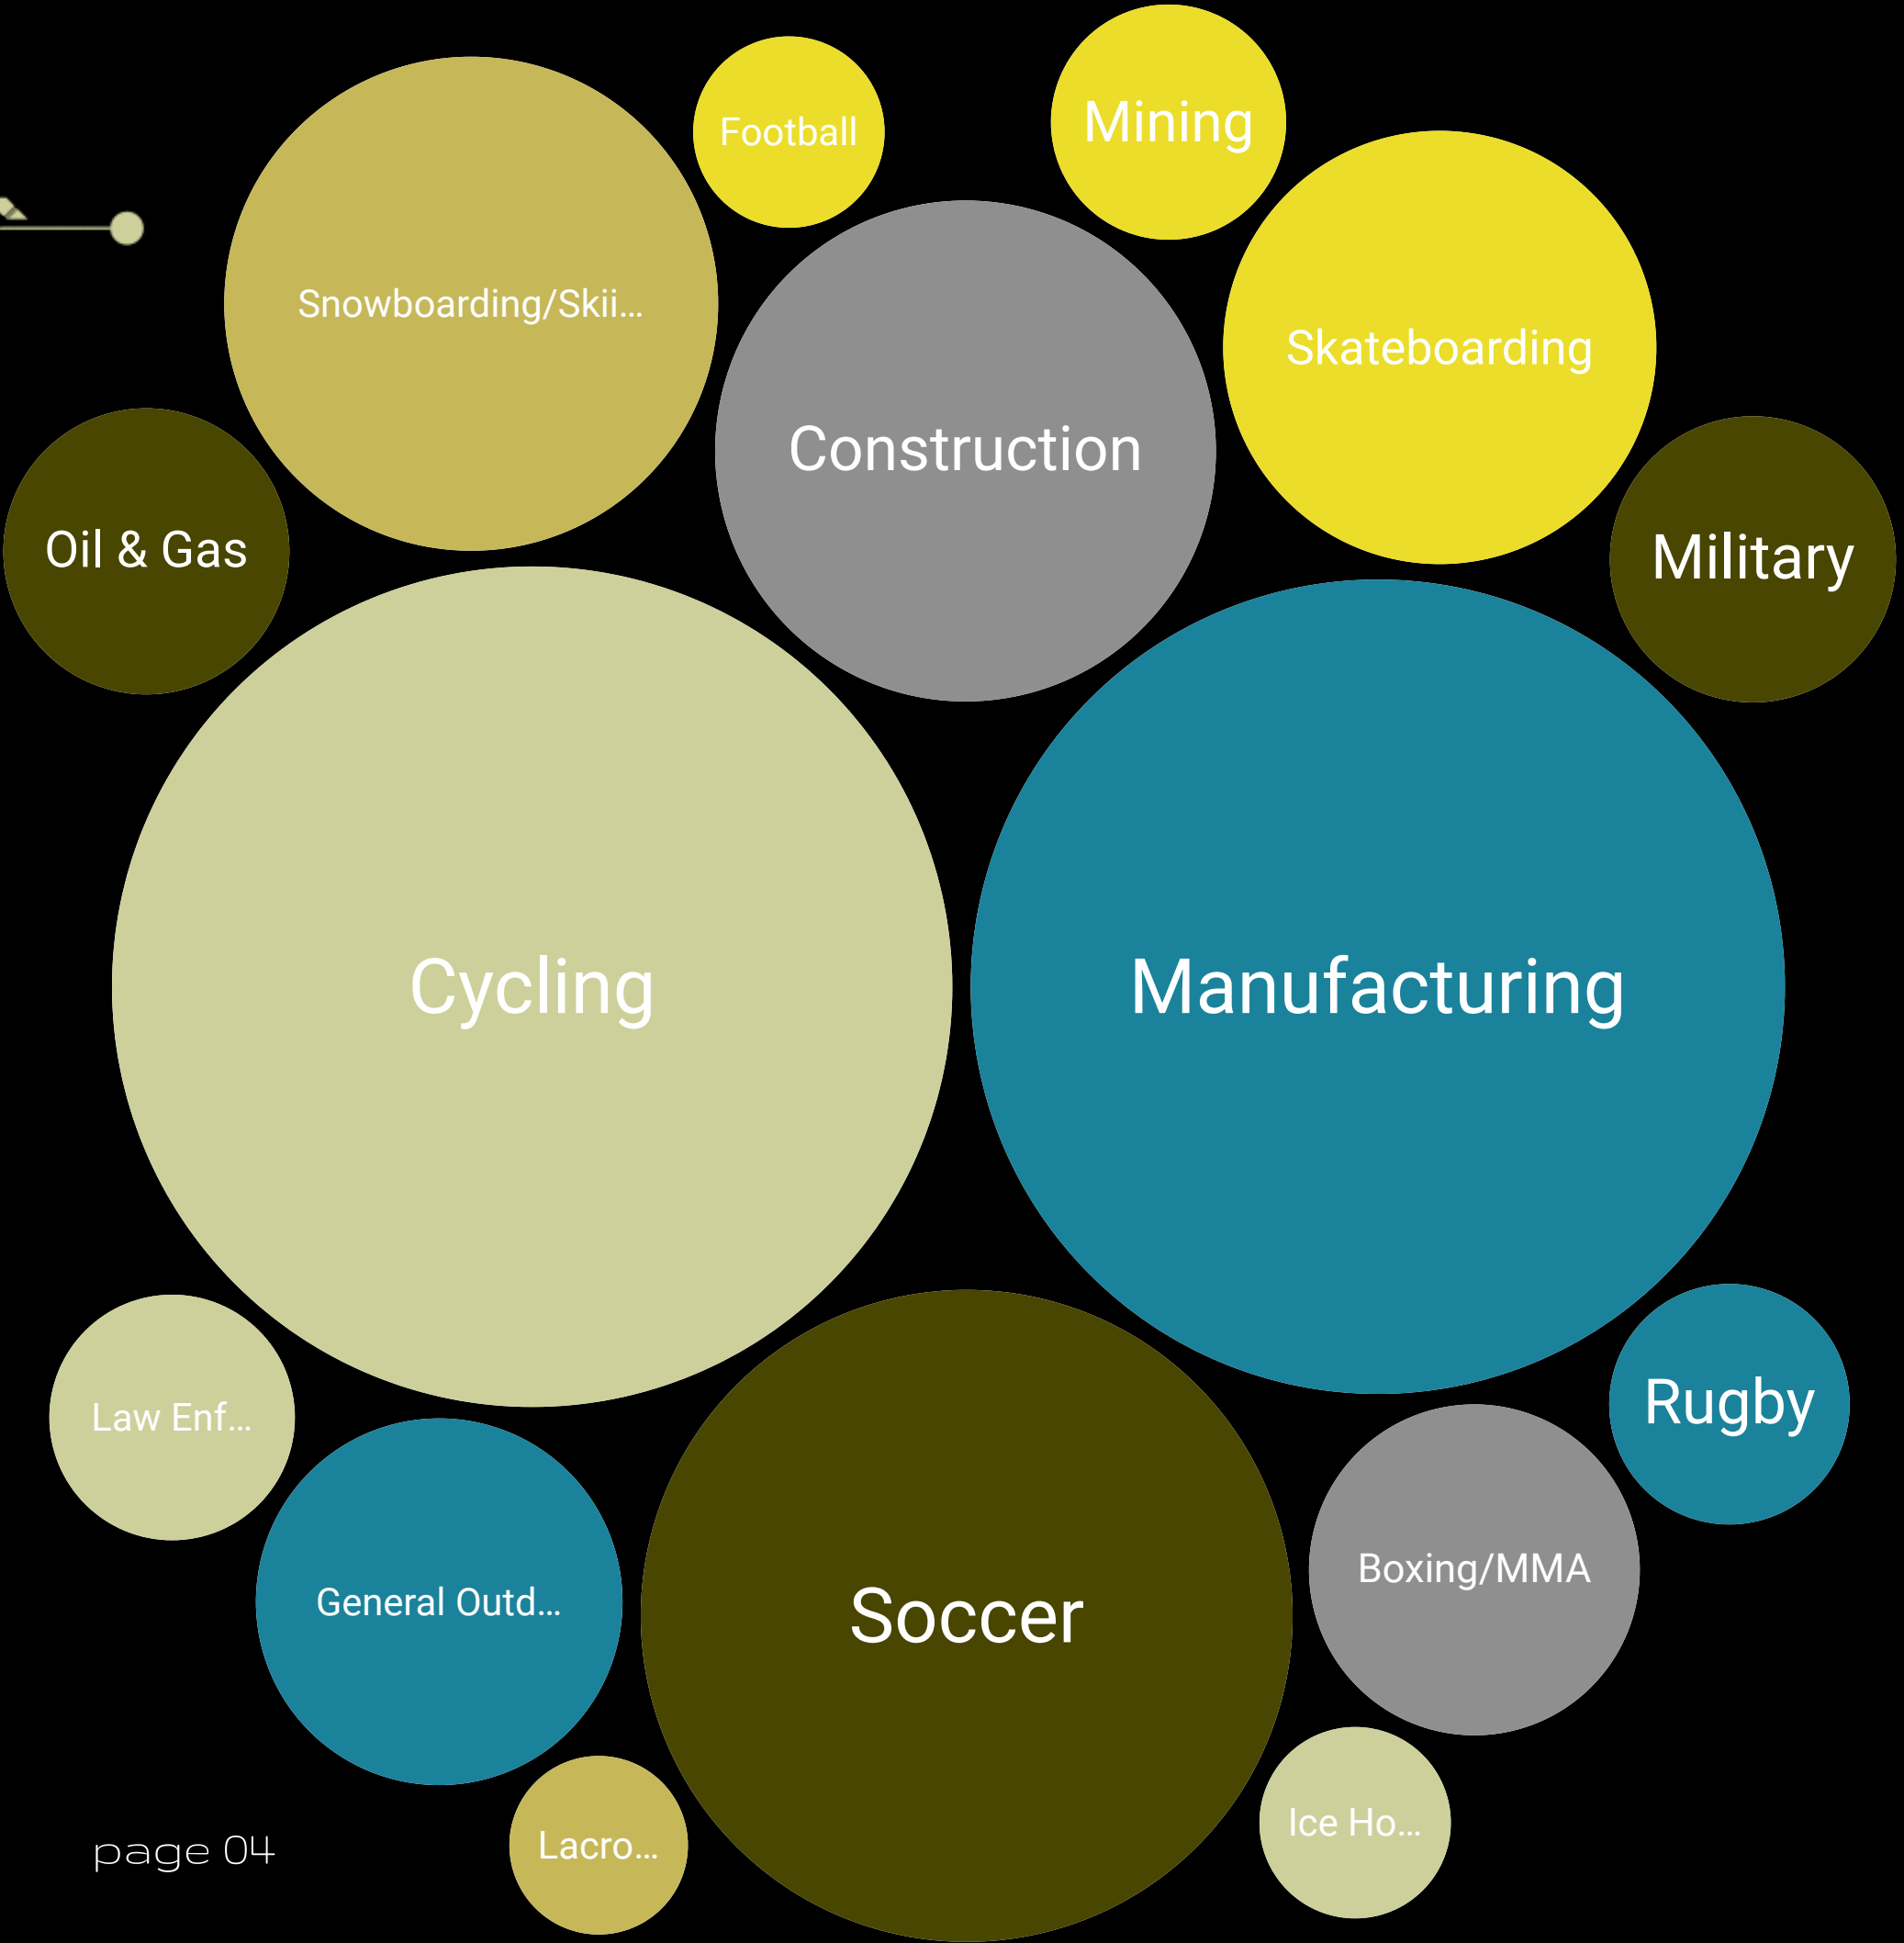 Football
Mining
Snowboarding/Skii...
Skateboarding
Construction
Oil & Gas
Military
Cycling
Manufacturing
Law Enf...
Rugby
General Outd...
Boxing/MMA
Soccer
Ice Ho...
Lacro...
page 04